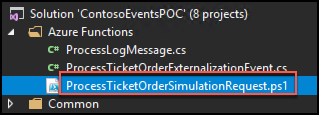 Solution 'ContosoEventsPOC' (8 projects)
Azure Functions
C# ProcessLogMessage.cs
C# ProcessTicketOrderExternalizationEvent.cs
ProcessTicketOrderSimulationRequest.ps1
Common